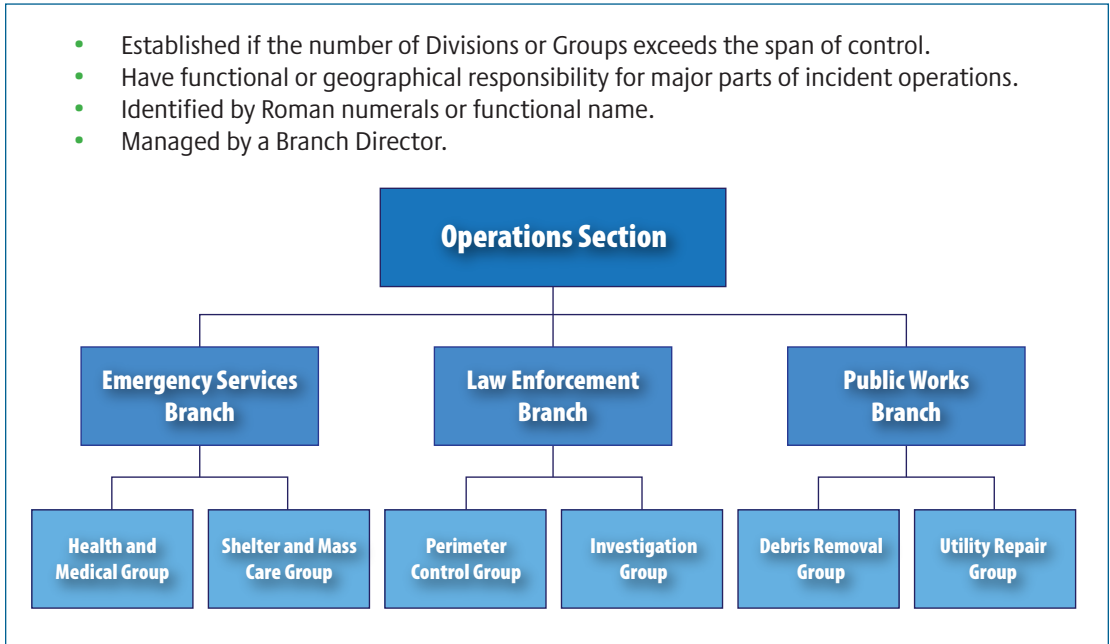 • Established if the number of Divisions or Groups exceeds the span of control.
• Have functional or geographical responsibility for major parts of incident operations.
• Identified by Roman numerals or functional name.
• Managed by a Branch Director.
Operations Section
Emergency Services
Branch
Law Enforcement
Branch
Public Works
Branch
Health and
Medical Group
Shelter and Mass
Care Group
Perimeter
Control Group
Investigation
Group
Debris Removal
Group
Utility Repair
Group